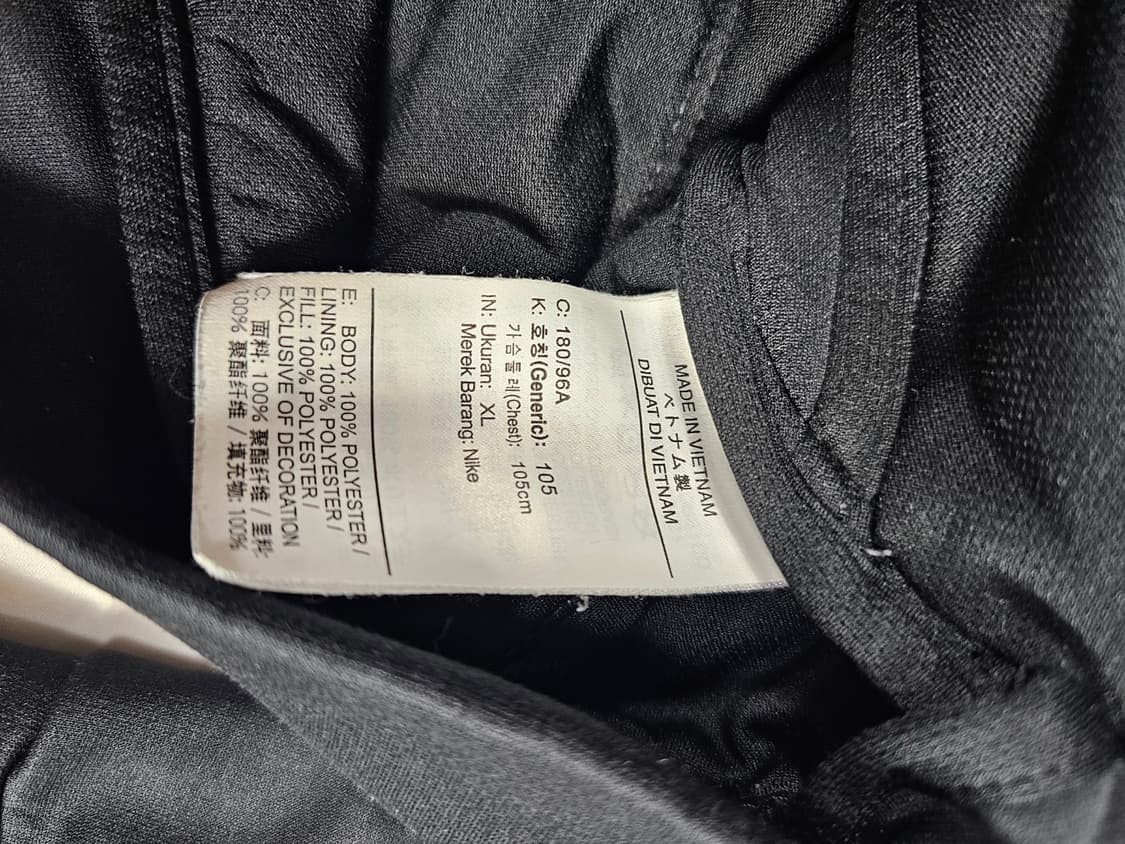 MADE IN VIETNAM
ベトナム製
DIBUAT DI VIETNAM
C: 180/96A
K: 호칭(Generic): 105
가슴둘레(Chest): 105cm
IN: Ukuran: XL
Merek Barang: Nike
E: BODY: 100% POLYESTER /
LINING: 100% POLYESTER /
FILL: 100% POLYESTER /
EXCLUSIVE OF DECORATION
C: 面料: 100% 聚酯纤维 / 里料:
100% 聚酯纤维 / 填充物: 100%